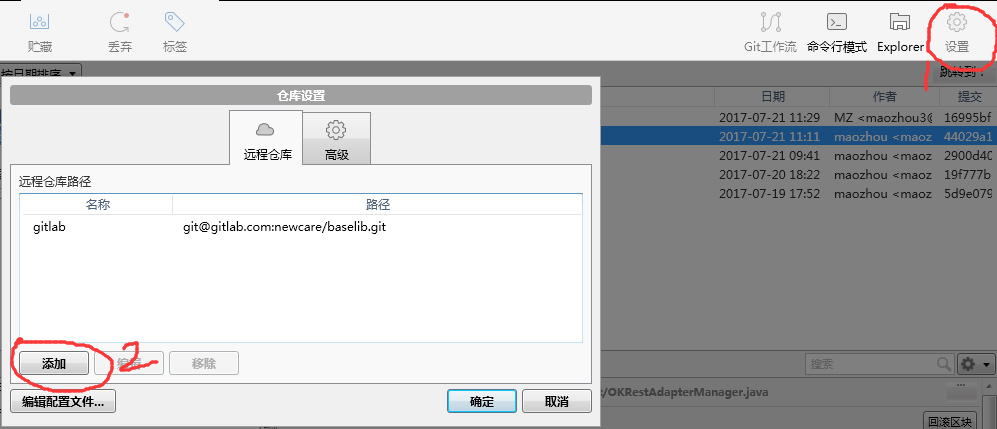 贮藏 丢弃 标签 Git工作流 命令行模式 Explorer 设置
按日期排序 跳转到：
1
仓库设置
日期 作者 提交
远程仓库 高级
2017-07-21 11:29 MZ <maozhou3@ 16995bf
2017-07-21 11:11 maozhou <maoz 44029a1
2017-07-21 09:41 maozhou <maoz 2900d40
2017-07-20 18:22 maozhou <maoz 19f777b
2017-07-19 17:52 maozhou <maoz 5d9e079
远程仓库路径
名称 路径
gitlab git@gitlab.com:newcare/baselib.git
添加 编辑 2 移除
搜索
编辑配置文件... 确定 取消
/OKRestAdapterManager.java
回滚区块